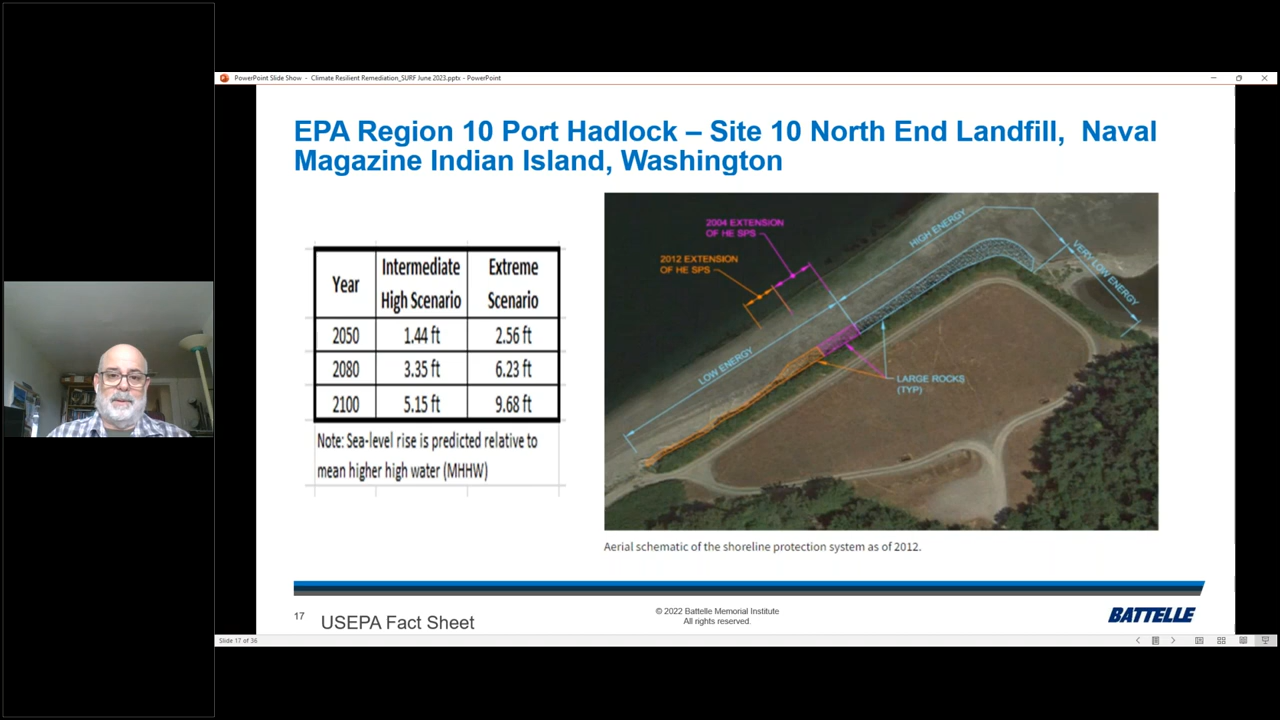 PowerPoint Slide Show - Climate Resilient Remediation_SURF June 2023.pptx - PowerPoint
EPA Region 10 Port Hadlock – Site 10 North End Landfill, Naval
Magazine Indian Island, Washington
Year Intermediate High Scenario Extreme Scenario
2050 1.44 ft 2.56 ft
2080 3.35 ft 6.23 ft
2100 5.15 ft 9.68 ft
Note: Sea-level rise is predicted relative to
mean higher high water (MHHW)
2004 EXTENSION
OF HE SPS
2012 EXTENSION
OF HE SPS
HIGH ENERGY
VERY LOW ENERGY
LOW ENERGY
LARGE ROCKS
(TYP)
Aerial schematic of the shoreline protection system as of 2012.
17
USEPA Fact Sheet
© 2022 Battelle Memorial Institute
All rights reserved.
BATTELLE
Slide 17 of 36